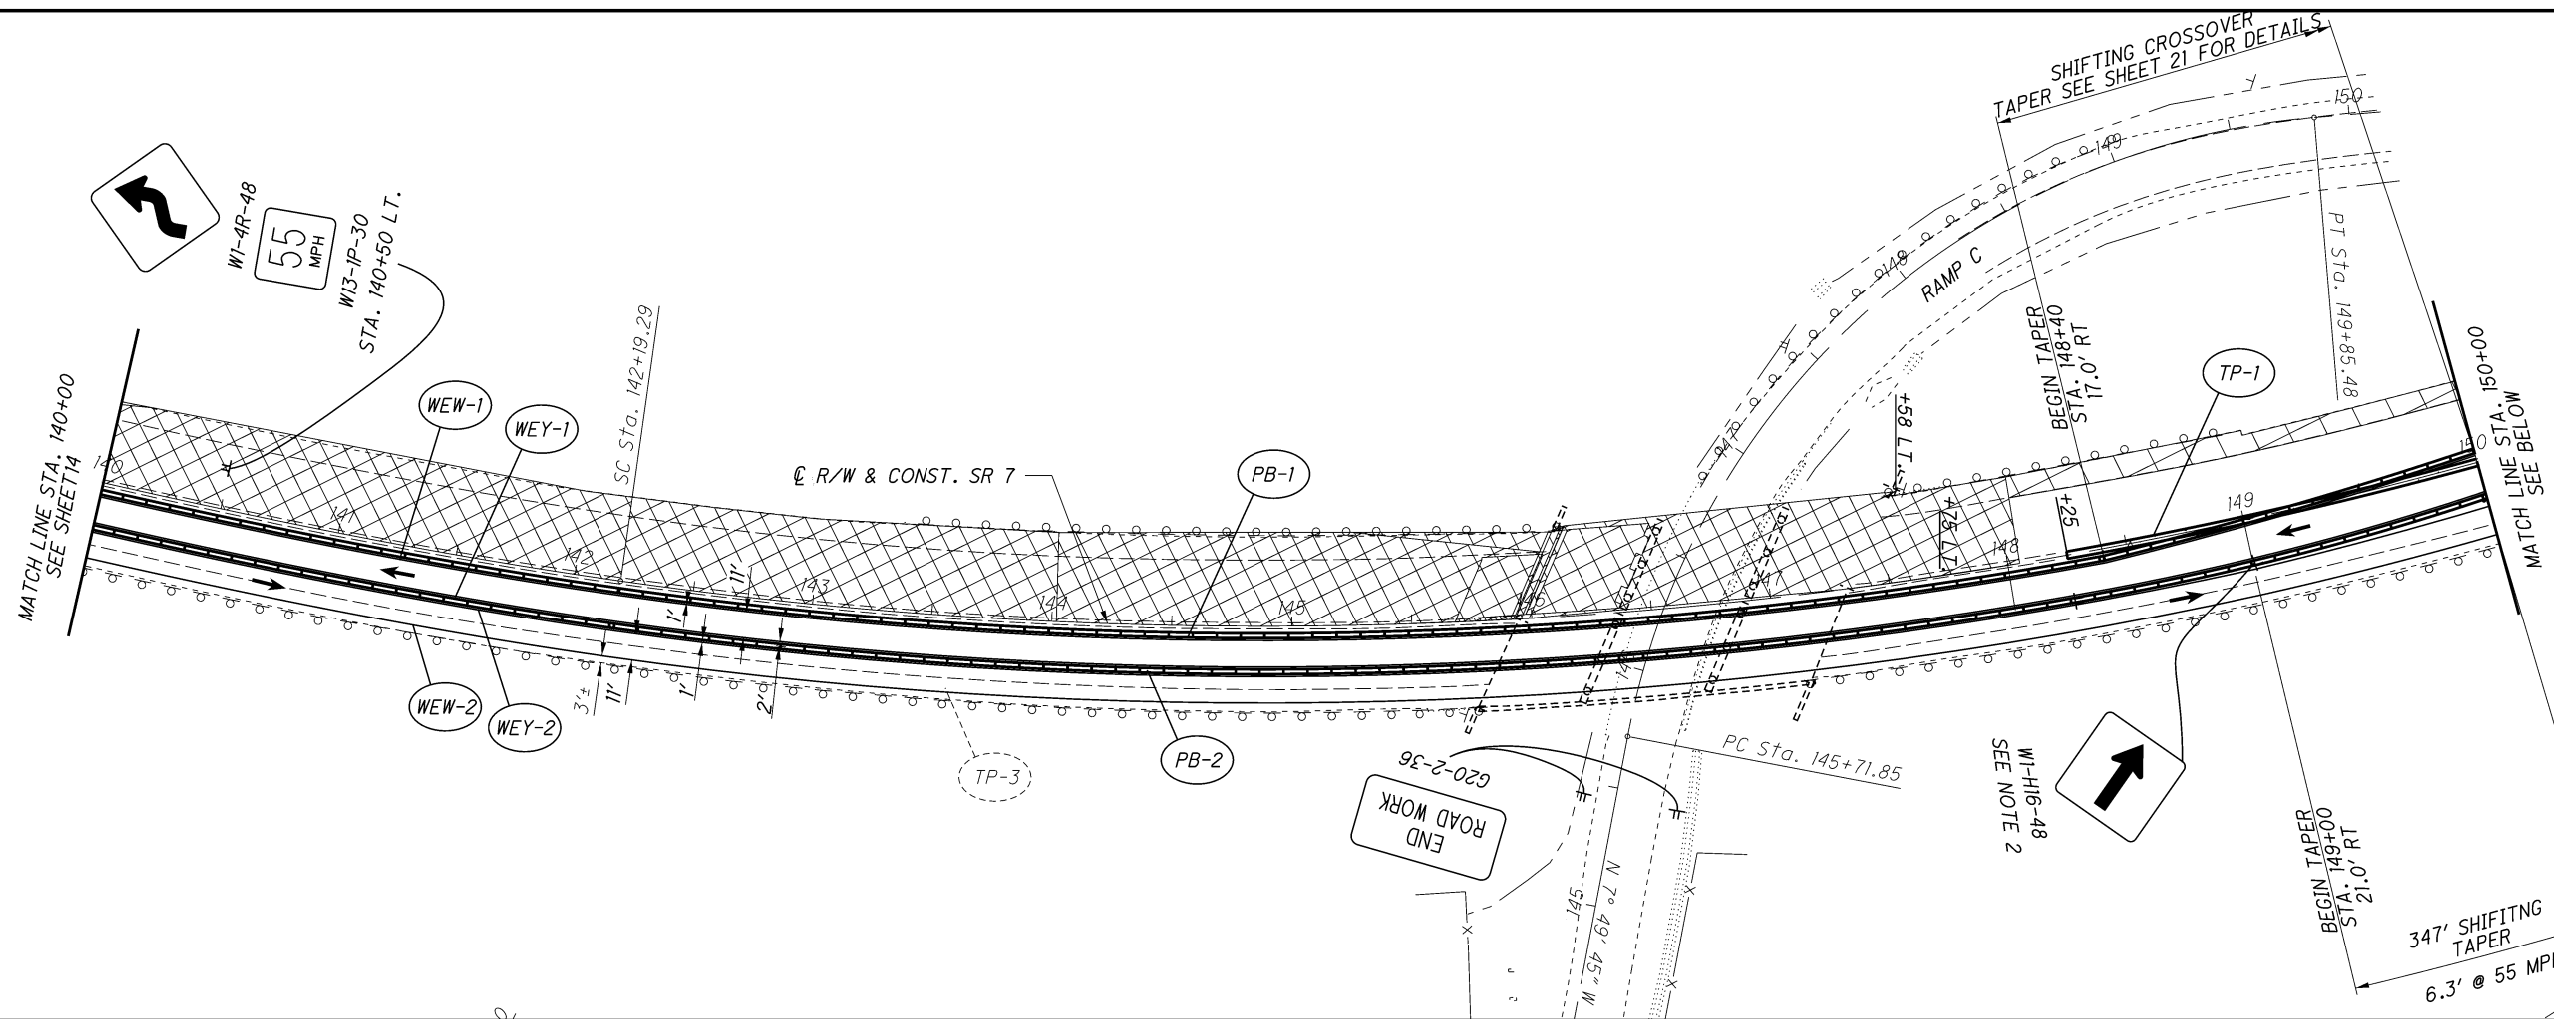 SHIFTING CROSSOVER
TAPER SEE SHEET 21 FOR DETAILS
150
149
148
147
RAMP C
PT Sta. 149+85.48
MATCH LINE STA. 140+00
SEE SHEET14
W1-4R-48
55
MPH
W13-1P-30
STA. 140+50 LT.
WEW-1
WEY-1
SC Sta. 142+19.29
℄ R/W & CONST. SR 7
PB-1
+58 LT.
+75 LT.
BEGIN TAPER
STA. 148+40
17.0' RT
+25
TP-1
MATCH LINE STA. 150+00
SEE BELOW
140
141
142
143
144
145
146
147
148
149
150
11'
1'
3'±
11'
1'
2'
WEW-2
WEY-2
TP-3
PB-2
G20-2-36
END
ROAD WORK
146
PC Sta. 145+71.85
145
N 7° 49' 45" W
W1-H16-48
SEE NOTE 2
BEGIN TAPER
STA. 149+00
21.0' RT
347' SHIFITNG
TAPER
6.3' @ 55 MPH